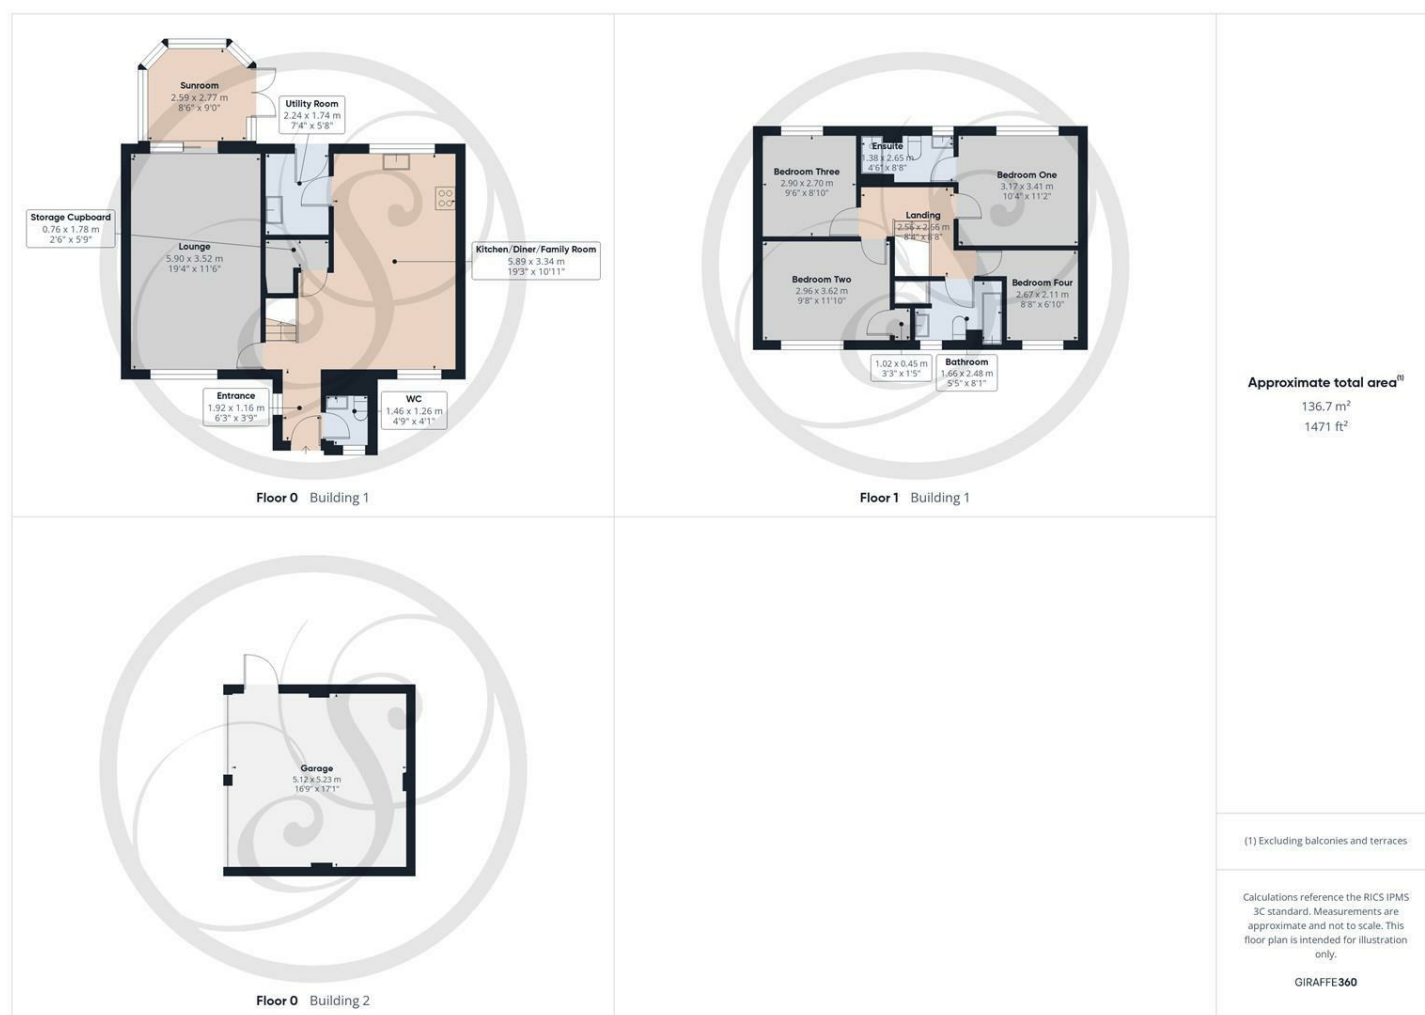 Sunroom
2.59 x 2.77 m
8'6" x 9'0"
Utility Room
2.24 x 1.74 m
7'4" x 5'8"
Storage Cupboard
0.76 x 1.78 m
2'6" x 5'9"
Lounge
5.90 x 3.52 m
19'4" x 11'6"
Kitchen/Diner/Family Room
5.89 x 3.34 m
19'3" x 10'11"
Entrance
1.92 x 1.16 m
6'3" x 3'9"
WC
1.46 x 1.26 m
4'9" x 4'1"
Floor 0 Building 1
Ensuite
1.38 x 2.65 m
4'6" x 8'8"
Bedroom Three
2.90 x 2.70 m
9'6" x 8'10"
Bedroom One
3.17 x 3.41 m
10'4" x 11'2"
Landing
2.56 x 2.66 m
8'4" x 8'8"
Bedroom Two
2.96 x 3.62 m
9'8" x 11'10"
Bedroom Four
2.67 x 2.11 m
8'8" x 6'10"
1.02 x 0.45 m
3'3" x 1'5"
Bathroom
1.66 x 2.48 m
5'5" x 8'1"
Floor 1 Building 1
Garage
5.12 x 5.23 m
16'9" x 17'1"
Floor 0 Building 2
Approximate total area(1)
136.7 m²
1471 ft²
(1) Excluding balconies and terraces
Calculations reference the RICS IPMS
3C standard. Measurements are
approximate and not to scale. This
floor plan is intended for illustration
only.
GIRAFFE360